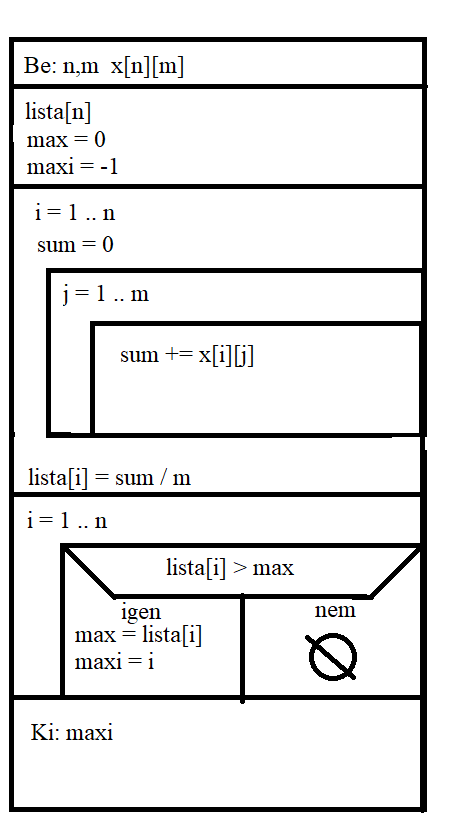 Be: n,m  x[n][m]
lista[n]
max = 0
maxi = -1
i = 1 .. n
sum = 0
j = 1 .. m
sum += x[i][j]
lista[i] = sum / m
i = 1 .. n
lista[i] > max
igen
nem
max = lista[i]
maxi = i
Ki: maxi